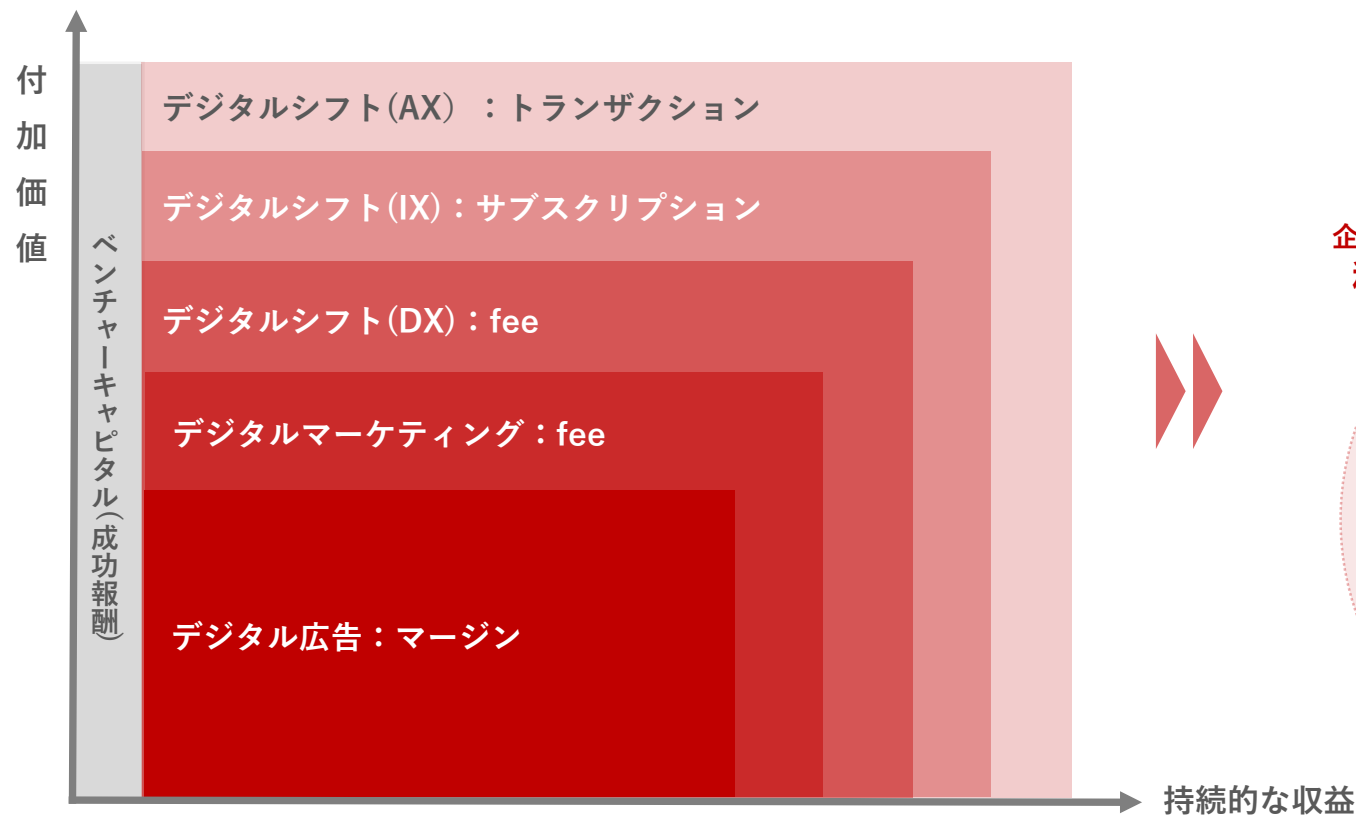 付加価値
ベンチャーキャピタル(成功報酬)
デジタルシフト(AX) :トランザクション
デジタルシフト(IX):サブスクリプション
デジタルシフト(DX):fee
デジタルマーケティング:fee
デジタル広告:マージン
企
持続的な収益